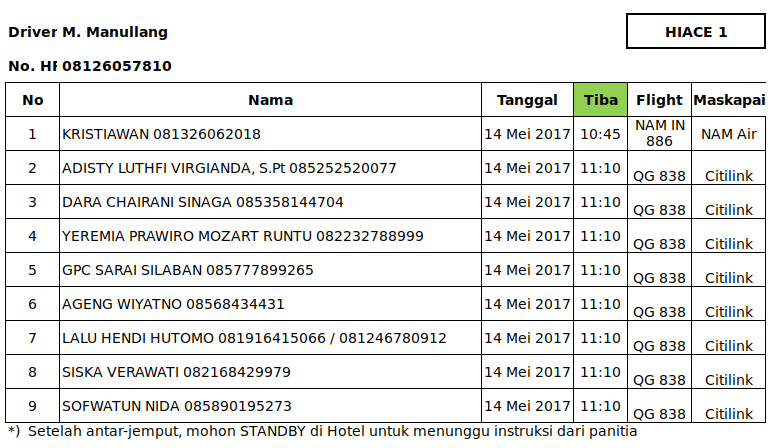 Driver M. Manullang
HIACE 1
No. HP 08126057810
No Nama Tanggal Tiba Flight Maskapai
1 KRISTIAWAN 081326062018 14 Mei 2017 10:45 NAM IN 886 NAM Air
2 ADISTY LUTHFI VIRGIANDA, S.Pt 085252520077 14 Mei 2017 11:10 QG 838 Citilink
3 DARA CHAIRANI SINAGA 085358144704 14 Mei 2017 11:10 QG 838 Citilink
4 YEREMIA PRAWIRO MOZART RUNTU 082232788999 14 Mei 2017 11:10 QG 838 Citilink
5 GPC SARAI SILABAN 085777899265 14 Mei 2017 11:10 QG 838 Citilink
6 AGENG WIYATNO 08568434431 14 Mei 2017 11:10 QG 838 Citilink
7 LALU HENDI HUTOMO 081916415066 / 081246780912 14 Mei 2017 11:10 QG 838 Citilink
8 SISKA VERAWATI 082168429979 14 Mei 2017 11:10 QG 838 Citilink
9 SOFWATUN NIDA 085890195273 14 Mei 2017 11:10 QG 838 Citilink
*) Setelah antar-jemput, mohon STANDBY di Hotel untuk menunggu instruksi dari panitia